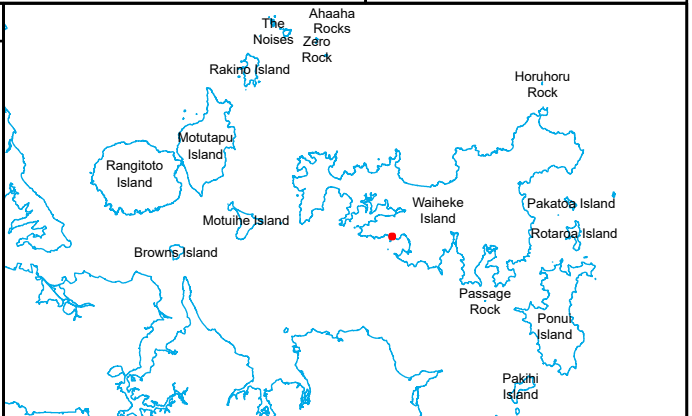 The
Noises
Ahaaha
Rocks
Zero
Rock
Rakino Island
Horuhoru
Rock
Motutapu
Island
Rangitoto
Island
Waiheke
Island
Pakatoa Island
Motuihe Island
Rotaroa Island
Browns Island
Passage
Rock
Ponui
Island
Pakihi
Island